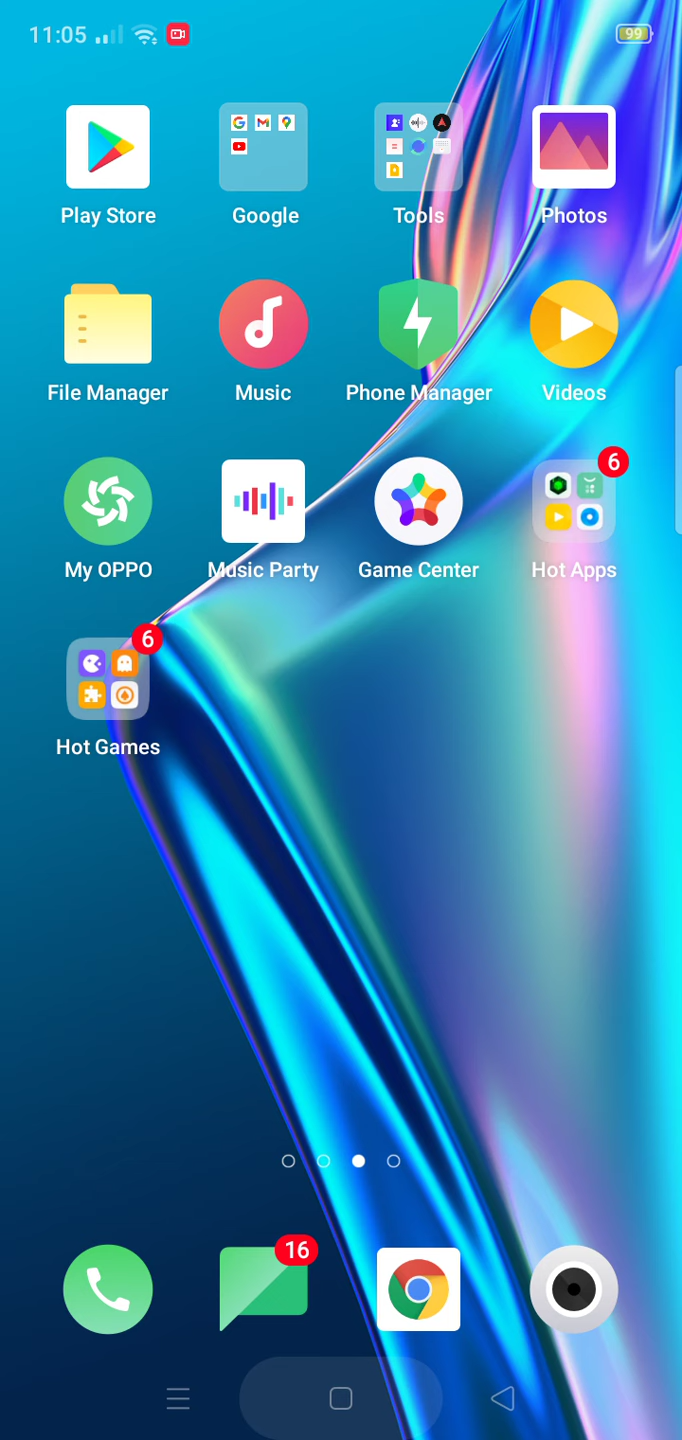 11:05
99
Play Store
Google
Tools
Photos
File Manager
Music
Phone Manager
Videos
My OPPO
Music Party
Game Center
6
Hot Apps
6
Hot Games
16